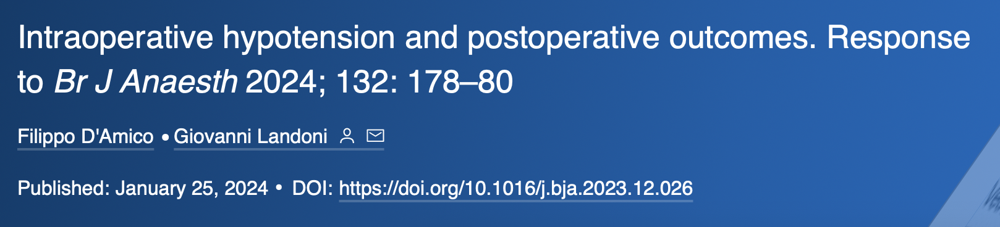 Intraoperative hypotension and postoperative outcomes. Response
to Br J Anaesth 2024; 132: 178–80
Filippo D'Amico • Giovanni Landoni
Published: January 25, 2024 • DOI: https://doi.org/10.1016/j.bja.2023.12.026